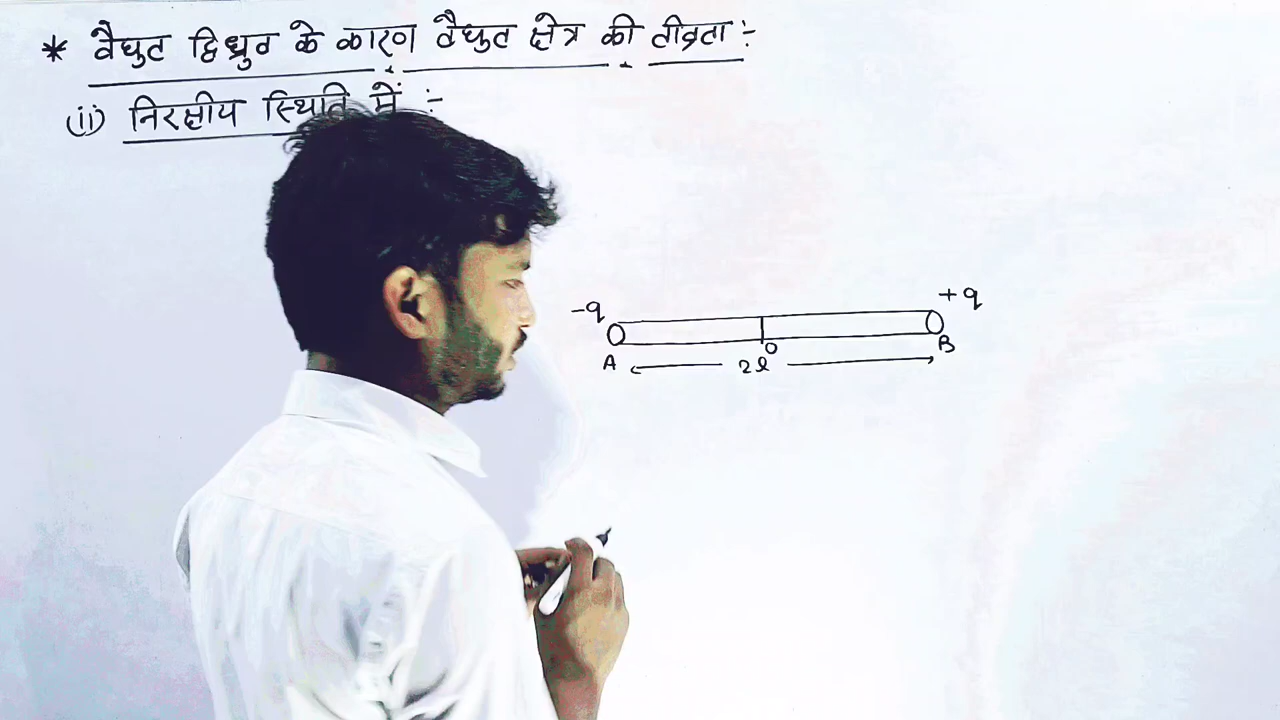 * वैघुट द्विध्रुव के कारण वैघुट क्षेत्र की तीव्रता :-
(ii) निरक्षीय स्थिति में :-
-q +q
A O B
2l